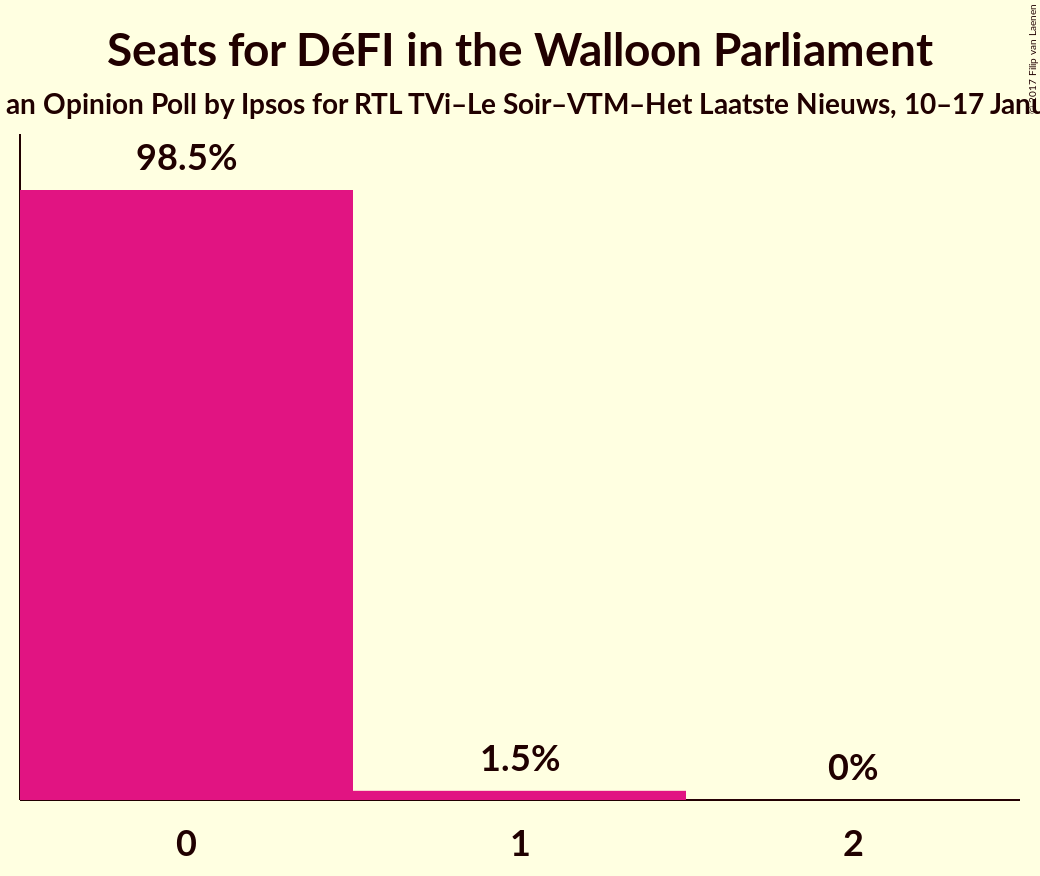 Seats for DéFI in the Walloon Parliament
an Opinion Poll by Ipsos for RTL TVi–Le Soir–VTM–Het Laatste Nieuws, 10–17
© 2017 Filip van Laenen
98.5%
1.5%
0%
0
1
2